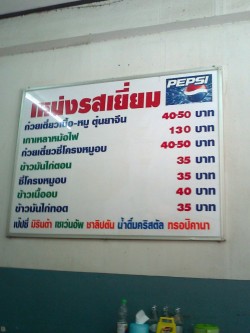 PEPSI
เหม่งรสเยี่ยม
ก๋วยเตี๋ยวเนื้อ-หมู ตุ๋นยาจีน 40-50 บาท
เกาเหลาหม้อไฟ 130 บาท
ก๋วยเตี๋ยวซี่โครงหมูอบ 40-50 บาท
ข้าวมันไก่ตอน 35 บาท
ซี่โครงหมูอบ 35 บาท
ข้าวเนื้ออบ 40 บาท
ข้าวมันไก่ทอด 35 บาท
เป๊ปซี่ มิรินด้า เซเว่นอัพ ชาลิปตัน น้ำดื่มคริสตัล ทรอปิคานา